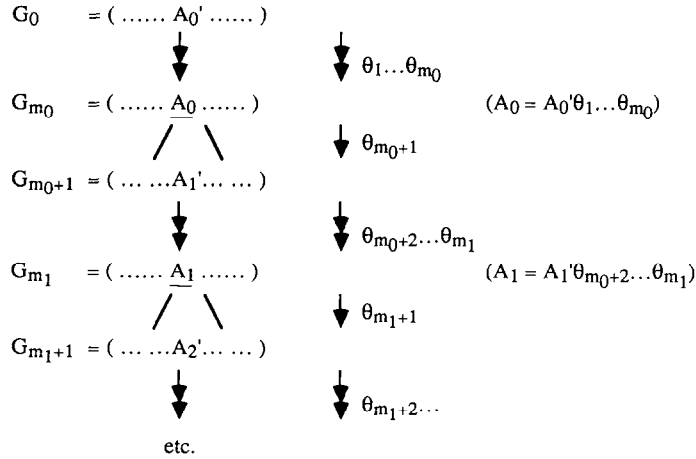 G₀ = ( ...... A₀' ...... )
θ₁...θₘ₀
Gₘ₀ = ( ...... A₀ ...... ) (A₀ = A₀'θ₁...θₘ₀)
θₘ₀₊₁
Gₘ₀₊₁ = ( ... ...A₁'... ... )
θₘ₀₊₂...θₘ₁
Gₘ₁ = ( ...... A₁ ...... ) (A₁ = A₁'θₘ₀₊₂...θₘ₁)
θₘ₁₊₁
Gₘ₁₊₁ = ( ... ...A₂'... ... )
θₘ₁₊₂...
etc.